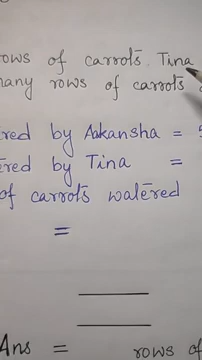 rows of carrots. Tina
many rows of carrots
red by Aakansha =
ered by Tina =
of carrots watered
=
Ans = rows of